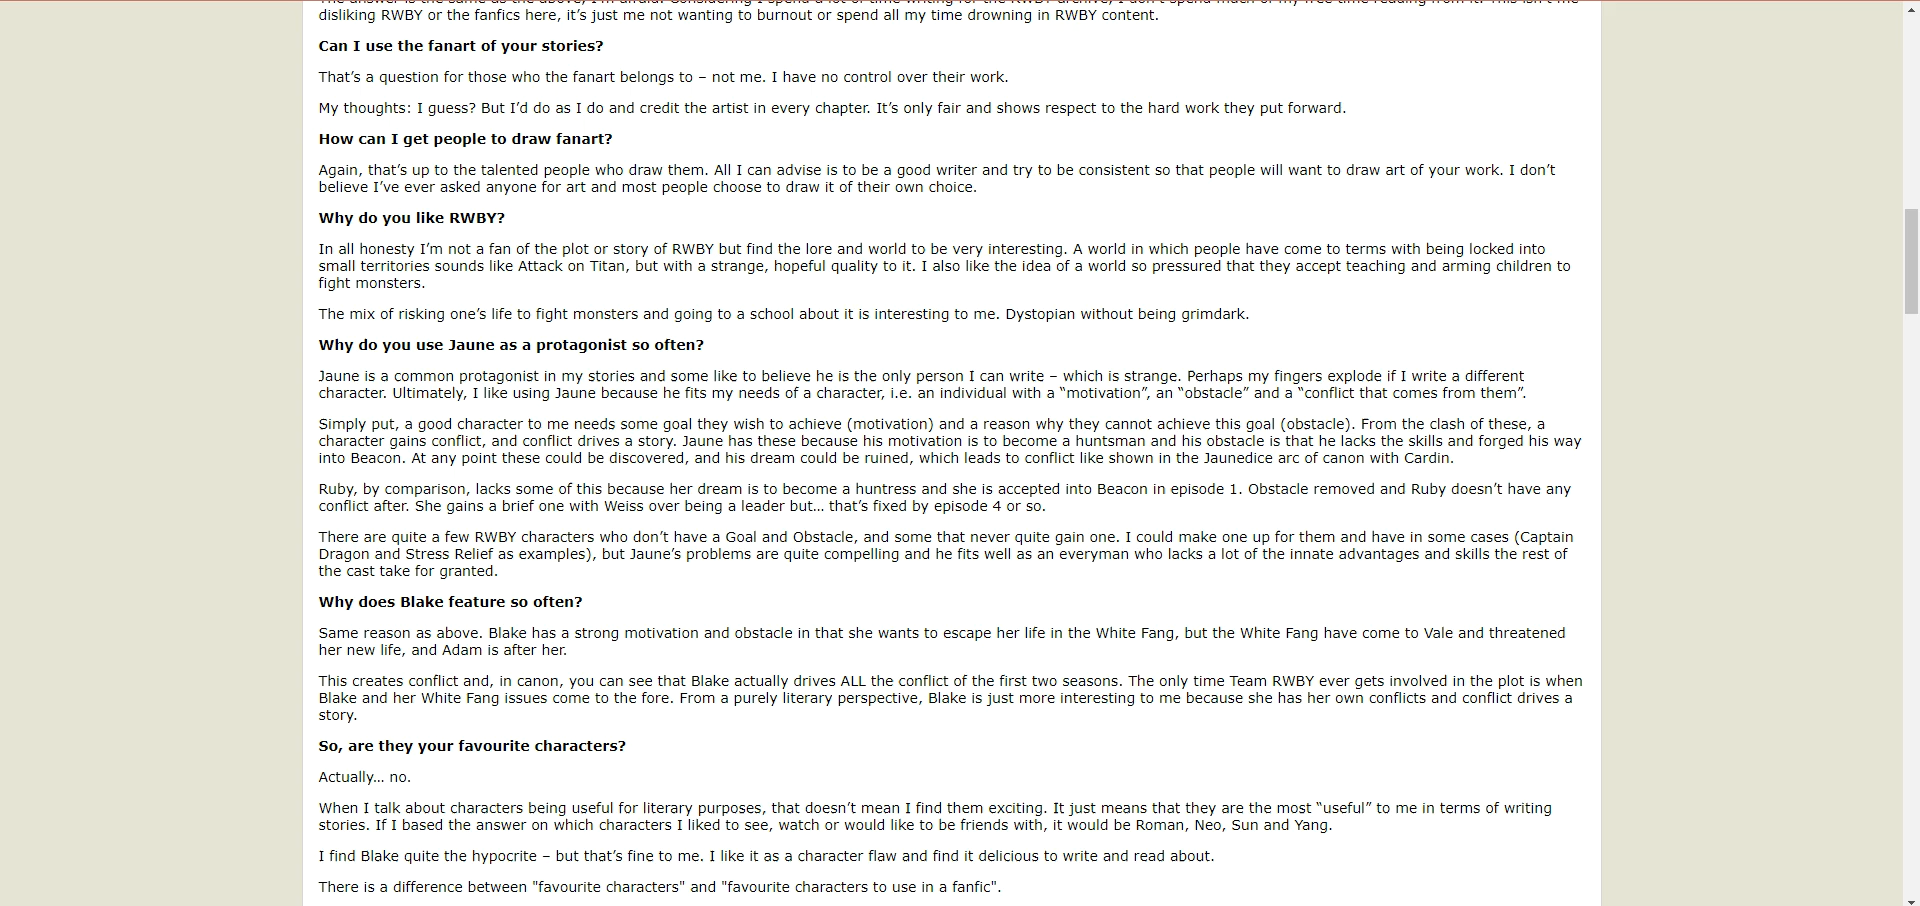 disliking RWBY or the fanfics here, it’s just me not wanting to burnout or spend all my time drowning in RWBY content.
Can I use the fanart of your stories?
That’s a question for those who the fanart belongs to – not me. I have no control over their work.
My thoughts: I guess? But I’d do as I do and credit the artist in every chapter. It’s only fair and shows respect to the hard work they put forward.
How can I get people to draw fanart?
Again, that’s up to the talented people who draw them. All I can advise is to be a good writer and try to be consistent so that people will want to draw art of your work. I don’t
believe I’ve ever asked anyone for art and most people choose to draw it of their own choice.
Why do you like RWBY?
In all honesty I’m not a fan of the plot or story of RWBY but find the lore and world to be very interesting. A world in which people have come to terms with being locked into
small territories sounds like Attack on Titan, but with a strange, hopeful quality to it. I also like the idea of a world so pressured that they accept teaching and arming children to
fight monsters.
The mix of risking one’s life to fight monsters and going to a school about it is interesting to me. Dystopian without being grimdark.
Why do you use Jaune as a protagonist so often?
Jaune is a common protagonist in my stories and some like to believe he is the only person I can write – which is strange. Perhaps my fingers explode if I write a different
character. Ultimately, I like using Jaune because he fits my needs of a character, i.e. an individual with a “motivation”, an “obstacle” and a “conflict that comes from them”.
Simply put, a good character to me needs some goal they wish to achieve (motivation) and a reason why they cannot achieve this goal (obstacle). From the clash of these, a
character gains conflict, and conflict drives a story. Jaune has these because his motivation is to become a huntsman and his obstacle is that he lacks the skills and forged his way
into Beacon. At any point these could be discovered, and his dream could be ruined, which leads to conflict like shown in the Jaunedice arc of canon with Cardin.
Ruby, by comparison, lacks some of this because her dream is to become a huntress and she is accepted into Beacon in episode 1. Obstacle removed and Ruby doesn’t have any
conflict after. She gains a brief one with Weiss over being a leader but… that’s fixed by episode 4 or so.
There are quite a few RWBY characters who don’t have a Goal and Obstacle, and some that never quite gain one. I could make one up for them and have in some cases (Captain
Dragon and Stress Relief as examples), but Jaune’s problems are quite compelling and he fits well as an everyman who lacks a lot of the innate advantages and skills the rest of
the cast take for granted.
Why does Blake feature so often?
Same reason as above. Blake has a strong motivation and obstacle in that she wants to escape her life in the White Fang, but the White Fang have come to Vale and threatened
her new life, and Adam is after her.
This creates conflict and, in canon, you can see that Blake actually drives ALL the conflict of the first two seasons. The only time Team RWBY ever gets involved in the plot is when
Blake and her White Fang issues come to the fore. From a purely literary perspective, Blake is just more interesting to me because she has her own conflicts and conflict drives a
story.
So, are they your favourite characters?
Actually… no.
When I talk about characters being useful for literary purposes, that doesn’t mean I find them exciting. It just means that they are the most “useful” to me in terms of writing
stories. If I based the answer on which characters I liked to see, watch or would like to be friends with, it would be Roman, Neo, Sun and Yang.
I find Blake quite the hypocrite – but that’s fine to me. I like it as a character flaw and find it delicious to write and read about.
There is a difference between "favourite characters" and "favourite characters to use in a fanfic".